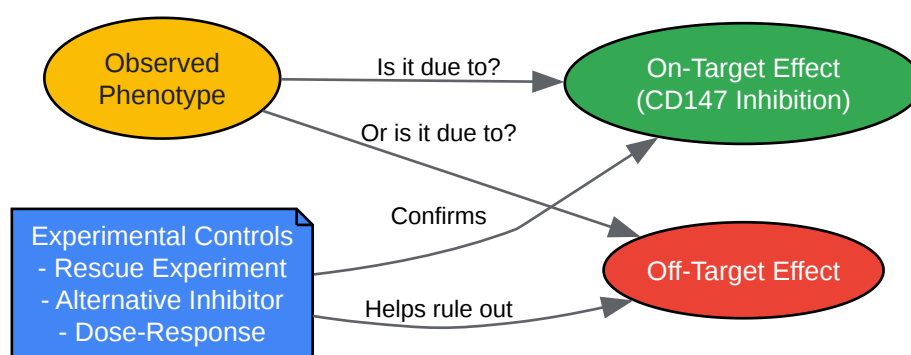 Observed
Phenotype
Is it due to?
On-Target Effect
(CD147 Inhibition)
Or is it due to?
Confirms
Experimental Controls
- Rescue Experiment
- Alternative Inhibitor
- Dose-Response
Helps rule out
Off-Target Effect